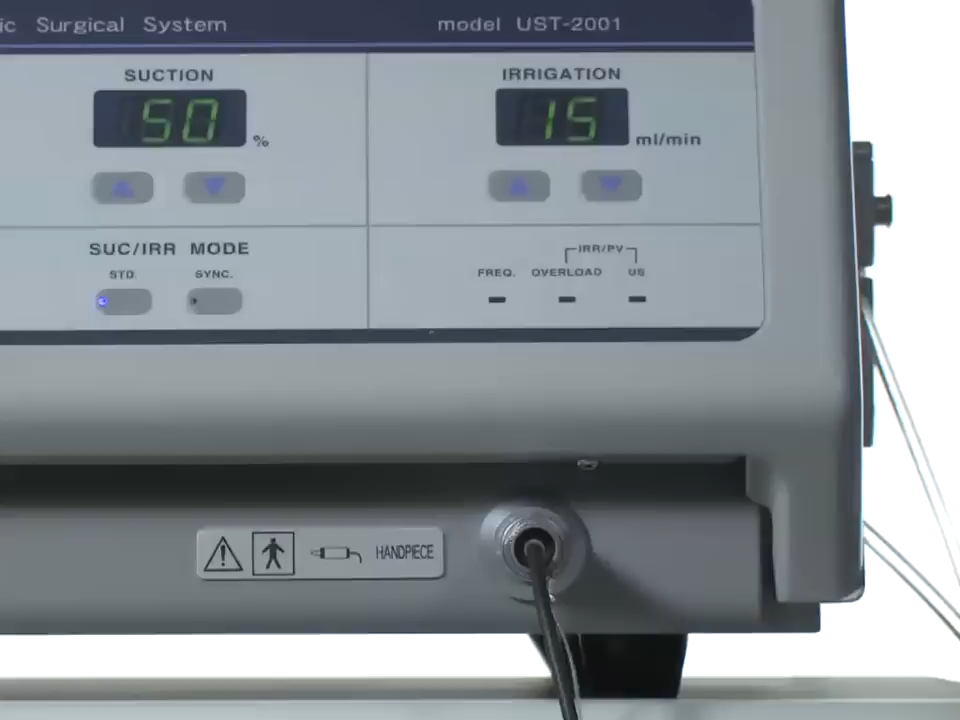 ic Surgical System
model UST-2001
SUCTION
50 %
IRRIGATION
15 ml/min
SUC/IRR MODE
STD.
SYNC.
IRR/PV
FREQ. OVERLOAD US
HANDPIECE